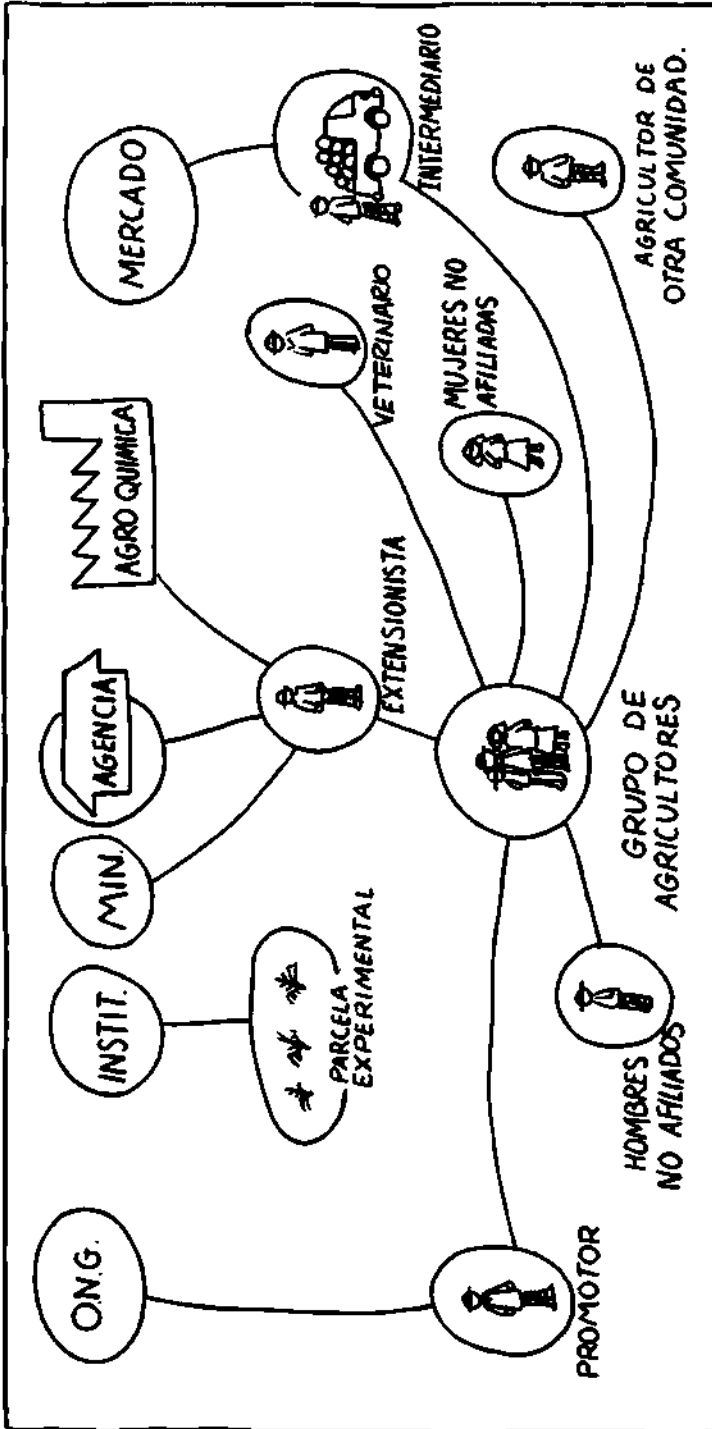 O.N.G.
INSTIT.
MIN.
AGENCIA
AGRO QUIMICA
MERCADO
PARCELA
EXPERIMENTAL
EXTENSIONISTA
VETERINARIO
INTERMEDIARIO
MUJERES NO
AFILIADAS
PROMOTOR
HOMBRES
NO AFILIADOS
GRUPO DE
AGRICULTORES
AGRICULTOR DE
OTRA COMUNIDAD.